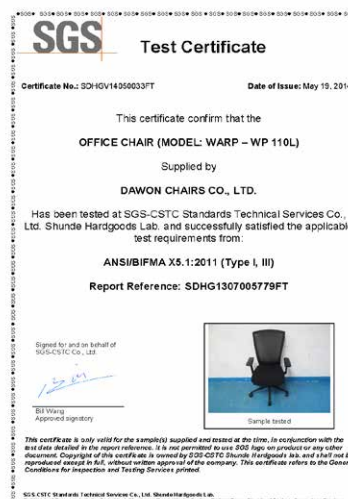 SGS
Test Certificate
Certificate No.: SDHGV14050033FT
Date of Issue: May 19, 201
This certificate confirm that the
OFFICE CHAIR (MODEL: WARP – WP 110L)
Supplied by
DAWON CHAIRS CO., LTD.
Has been tested at SGS-CSTC Standards Technical Services Co.,
Ltd. Shunde Hardgoods Lab. and successfully satisfied the applicable
test requirements from:
ANSI/BIFMA X5.1:2011 (Type I, III)
Report Reference: SDHG1307005779FT
Signed for and on behalf of
SGS-CSTC Co., Ltd.
Bill Wang
Approved signatory
Sample tested
This certificate is only valid for the sample(s) supplied and tested at the time, in conjunction with the
test data detailed in the report reference. It is not permitted to use SGS logo on product or any other
document. Copyright of this certificate is owned by SGS-CSTC Shunde Hardgoods lab. and shall not b
reproduced except in full, without written approval of the company. This certificate refers to the Gener
Conditions for Inspection and Testing Services printed.
SGS CSTC Standards Technical Services Co., Ltd. Shunde Hardgoods Lab.